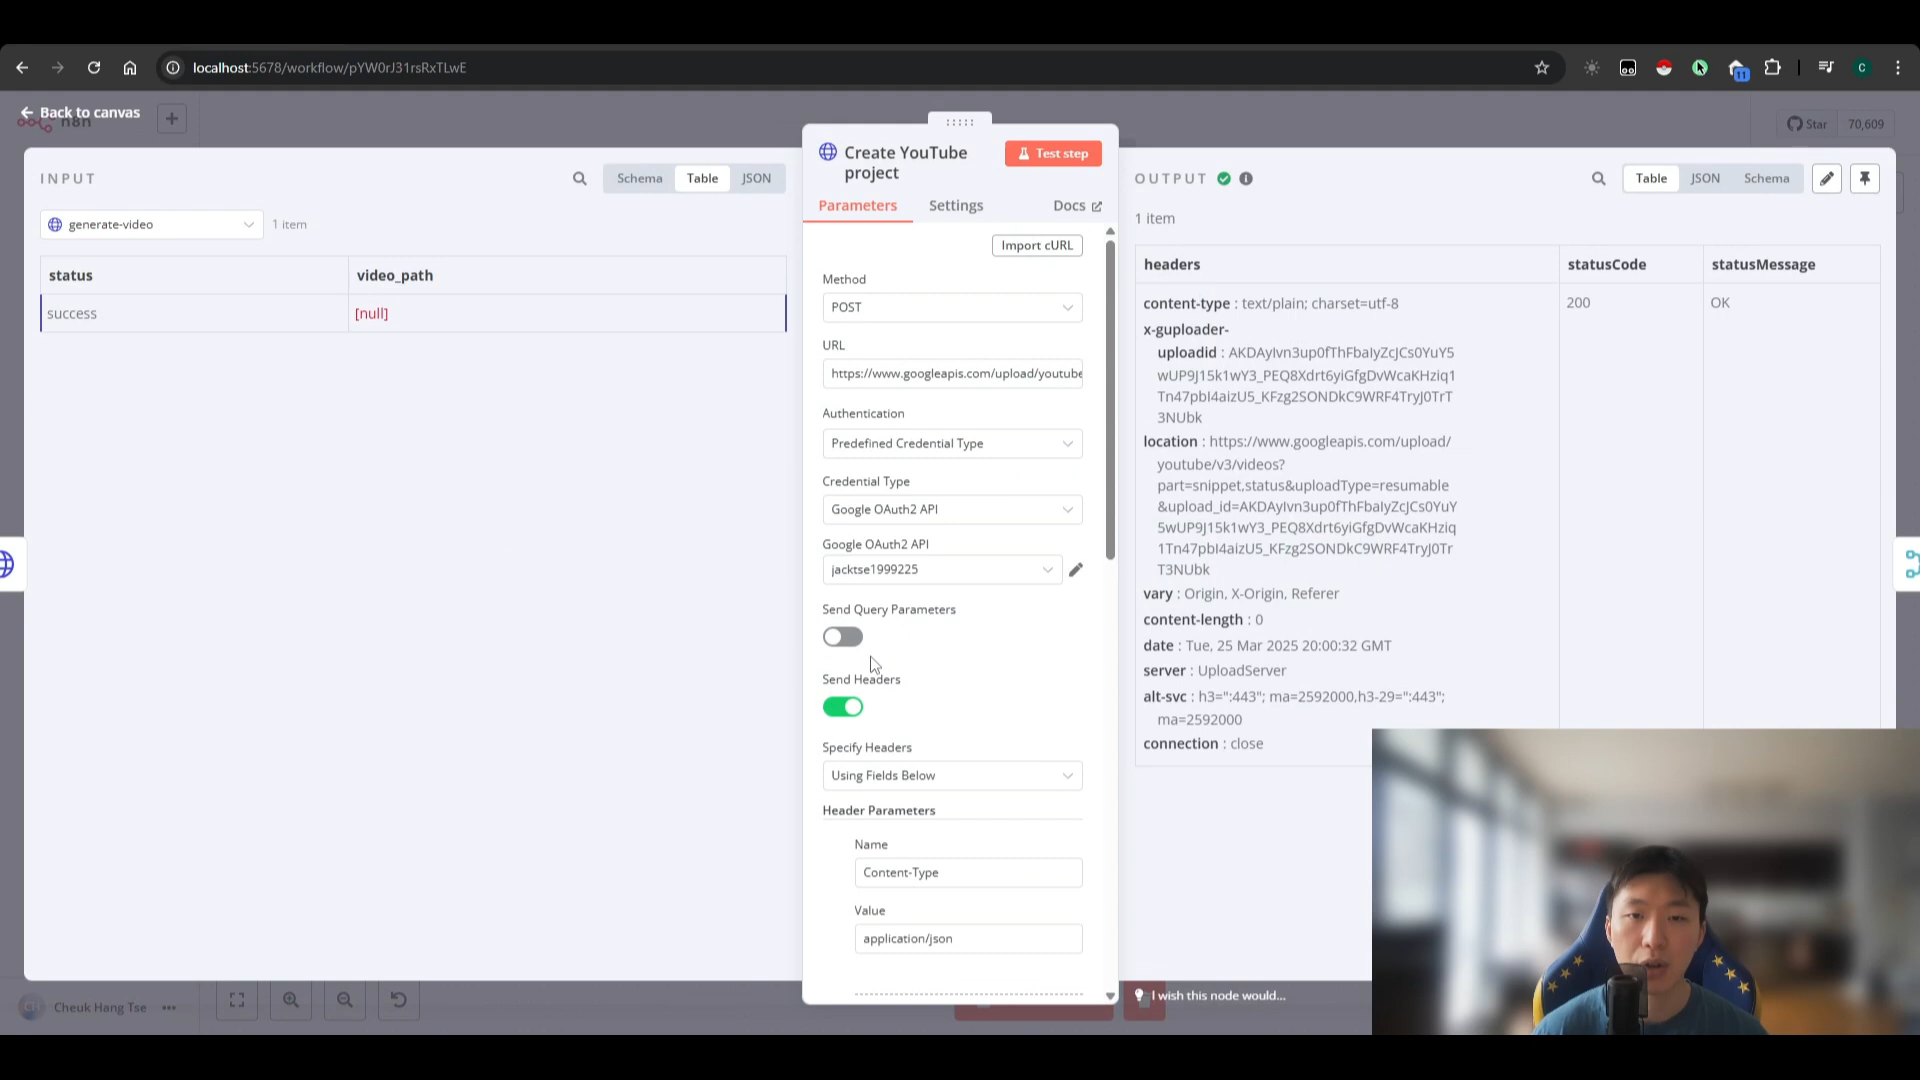 localhost:5678/workflow/pYW0rJ31rsRxTLwE
11
C
Back to canvas
n8n
Star
70,609
INPUT
Schema
Table
JSON
generate-video
1 item
status
video_path
success
[null]
Create YouTube
project
Test step
Parameters
Settings
Docs
Import cURL
Method
POST
URL
https://www.googleapis.com/upload/youtube
Authentication
Predefined Credential Type
Credential Type
Google OAuth2 API
Google OAuth2 API
jacktse1999225
Send Query Parameters
Send Headers
Specify Headers
Using Fields Below
Header Parameters
Name
Content-Type
Value
application/json
OUTPUT
Table
JSON
Schema
1 item
headers
statusCode
statusMessage
content-type : text/plain; charset=utf-8
x-guploader-
uploadid : AKDAyIvn3up0fThFbaIyZcJCs0YuY5
wUP9J15k1wY3_PEQ8Xdrt6yiGfgDvWcaKHziq1
Tn47pbI4aizU5_KFzg2SONDkC9WRF4TryJ0TrT
3NUbk
location : https://www.googleapis.com/upload/
youtube/v3/videos?
part=snippet,status&uploadType=resumable
&upload_id=AKDAyIvn3up0fThFbaIyZcJCs0YuY
5wUP9J15k1wY3_PEQ8Xdrt6yiGfgDvWcaKHziq
1Tn47pbI4aizU5_KFzg2SONDkC9WRF4TryJ0Tr
T3NUbk
vary : Origin, X-Origin, Referer
content-length : 0
date : Tue, 25 Mar 2025 20:00:32 GMT
server : UploadServer
alt-svc : h3=":443"; ma=2592000,h3-29=":443";
ma=2592000
connection : close
200
OK
Cheuk Hang Tse
I wish this node would...